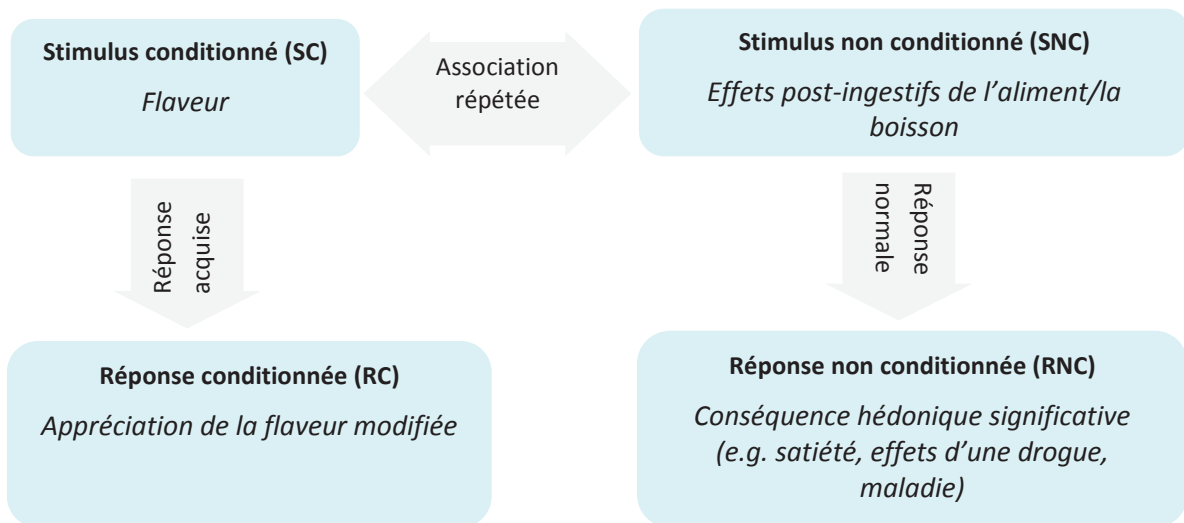 Stimulus conditionné (SC)
Flaveur
Association
répétée
Stimulus non conditionné (SNC)
Effets post-ingestifs de l’aliment/la
boisson
Réponse
acquise
Réponse
normale
Réponse conditionnée (RC)
Appréciation de la flaveur modifiée
Réponse non conditionnée (RNC)
Conséquence hédonique significative
(e.g. satiété, effets d’une drogue,
maladie)